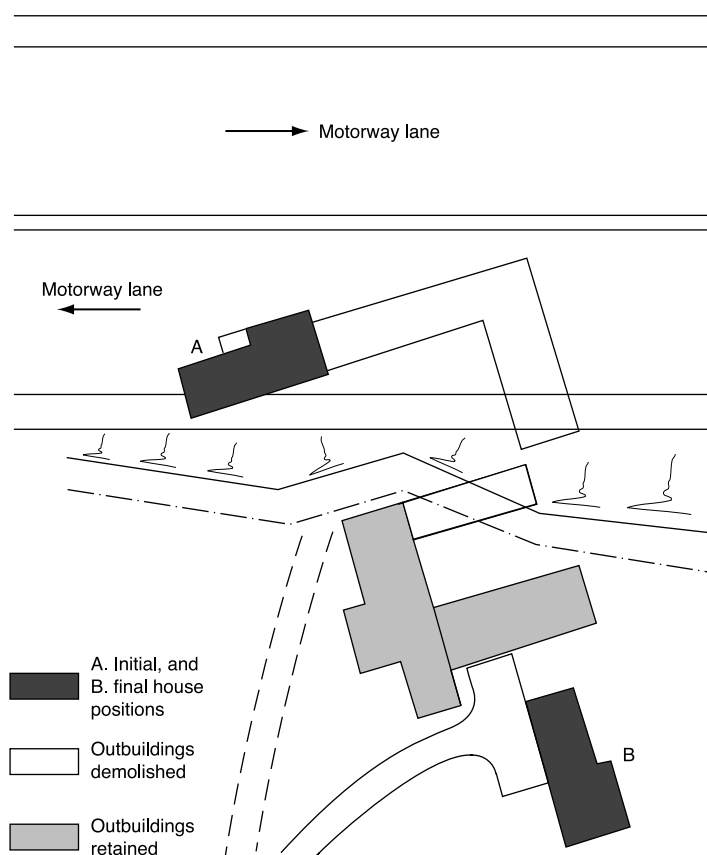 Motorway lane
Motorway lane
A
A. Initial, and
B. final house
positions
B
Outbuildings
demolished
Outbuildings
retained